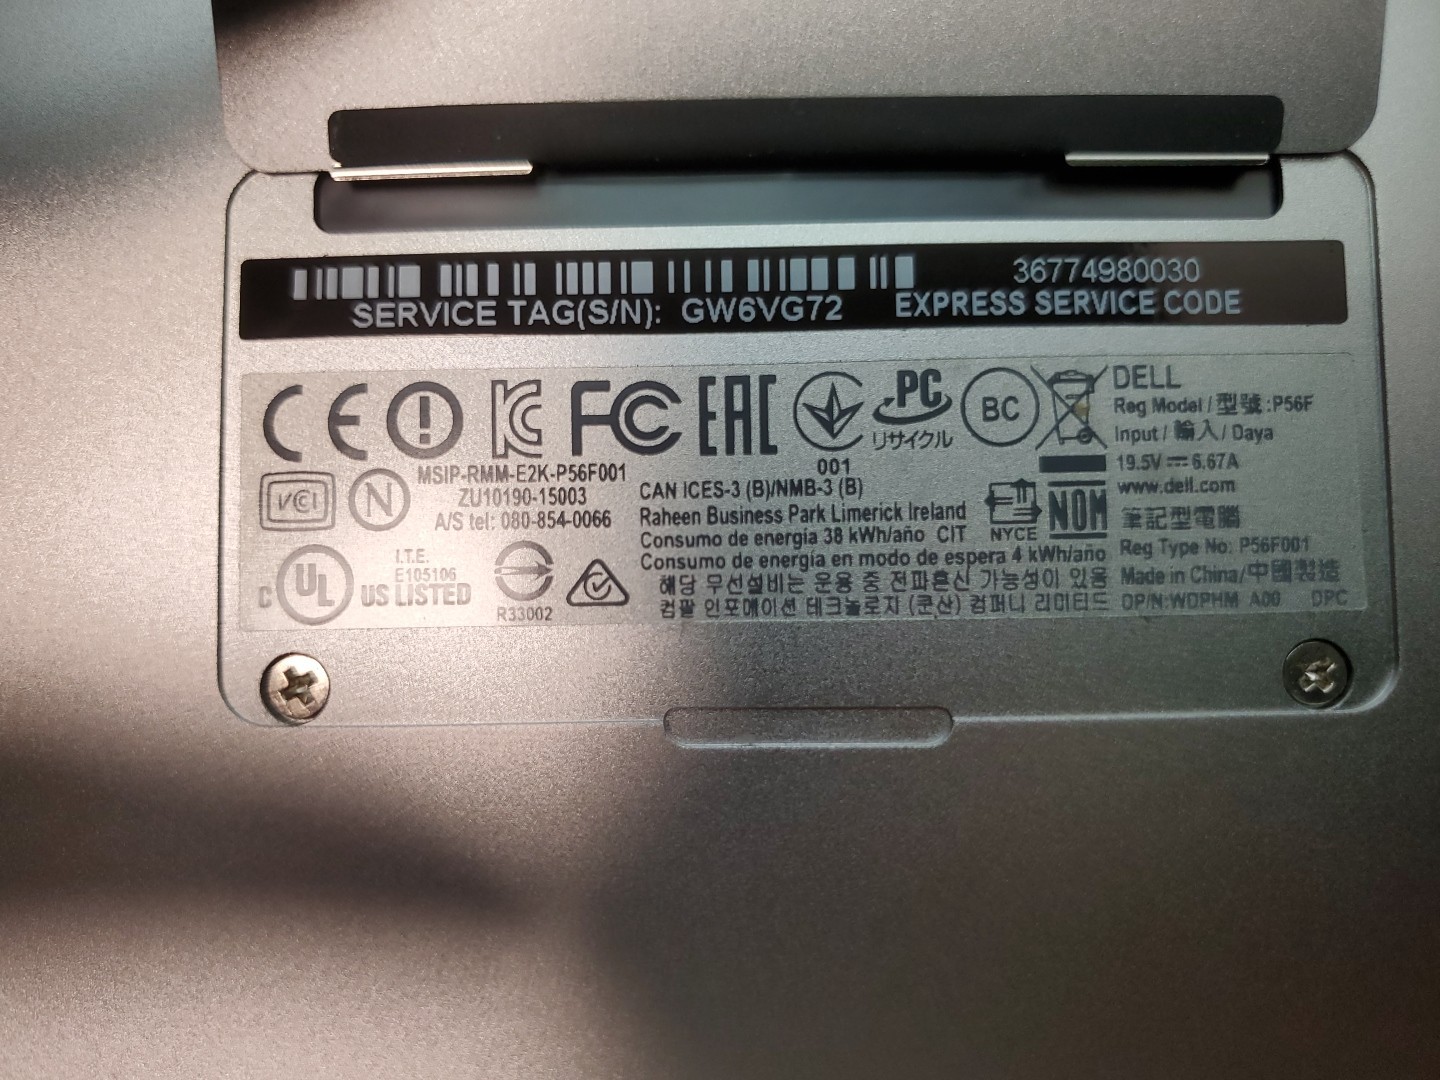 36774980030
SERVICE TAG(S/N): GW6VG72 EXPRESS SERVICE CODE
CE FC EAC PC BC DELL
リサイクル
Reg Model / 型號 : P56F
Input / 輸入 / Daya
001
19.5V ⎓ 6.67A
www.dell.com
VCI N MSIP-RMM-E2K-P56F001
ZU10190-15003
A/S tel: 080-854-0066
CAN ICES-3 (B)/NMB-3 (B)
Raheen Business Park Limerick Ireland
Consumo de energía 38 kWh/año CIT
Consumo de energía en modo de espera 4 kWh/año
NYCE NOM
筆記型電腦
Reg Type No: P56F001
Made in China/中國製造
DP/N:WDPHM A00 DPC
해당 무선설비는 운용 중 전파혼신 가능성이 있음
컴팔 인포메이션 테크놀로지 (쿤산) 컴퍼니 리미티드
C UL US LISTED
I.T.E.
E105106
R33002